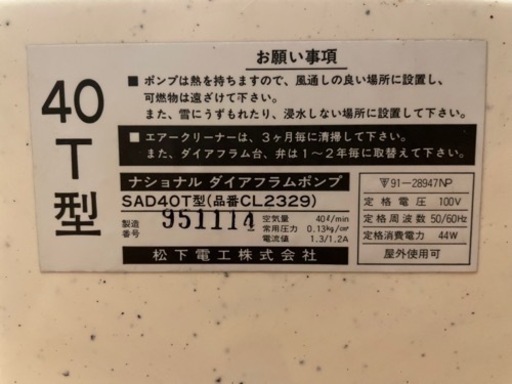 40T型
お願い事項
■ポンプは熱を持ちますので、風通しの良い場所に設置し、
可燃物は遠ざけて下さい。
また、雪にうずもれたり、浸水しない場所に設置して下さい。
■エアークリーナーは、3ヶ月毎に清掃して下さい。
また、ダイアフラム台、弁は1〜2年毎に取替えて下さい。
ナショナル ダイアフラムポンプ
SAD40T型(品番CL2329)
製造番号 951114
空気量 40ℓ/min
常用圧力 0.13kg/cm²
電流値 1.3/1.2A
松下電工株式会社
91-28947NP
定格電圧 100V
定格周波数 50/60Hz
定格消費電力 44W
屋外使用可